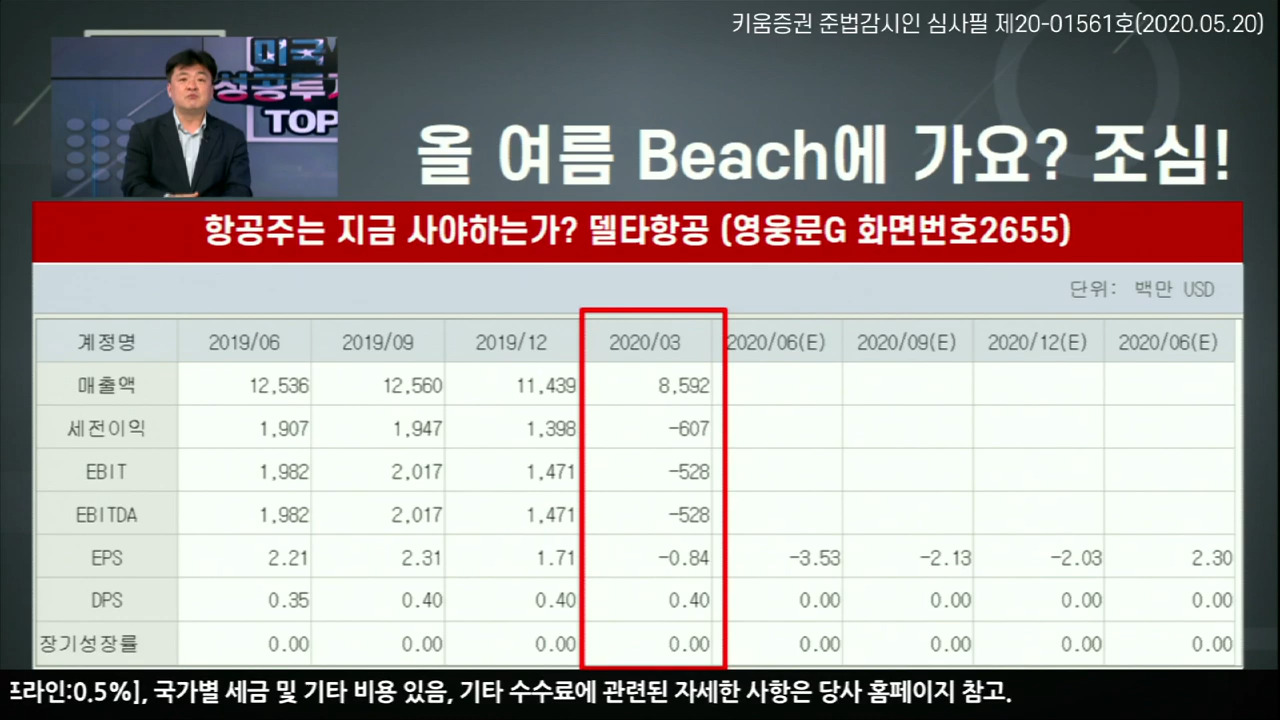 키움증권 준법감시인 심사필 제20-01561호(2020.05.20)
미국
성공투
TOP
올 여름 Beach에 가요? 조심!
항공주는 지금 사야하는가? 델타항공 (영웅문G 화면번호2655)
단위: 백만 USD
계정명 2019/06 2019/09 2019/12 2020/03 2020/06(E) 2020/09(E) 2020/12(E) 2020/06(E)
매출액 12,536 12,560 11,439 8,592
세전이익 1,907 1,947 1,398 -607
EBIT 1,982 2,017 1,471 -528
EBITDA 1,982 2,017 1,471 -528
EPS 2.21 2.31 1.71 -0.84 -3.53 -2.13 -2.03 2.30
DPS 0.35 0.40 0.40 0.40 0.00 0.00 0.00 0.00
장기성장률 0.00 0.00 0.00 0.00 0.00 0.00 0.00 0.00
프라인:0.5%], 국가별 세금 및 기타 비용 있음, 기타 수수료에 관련된 자세한 사항은 당사 홈페이지 참고.